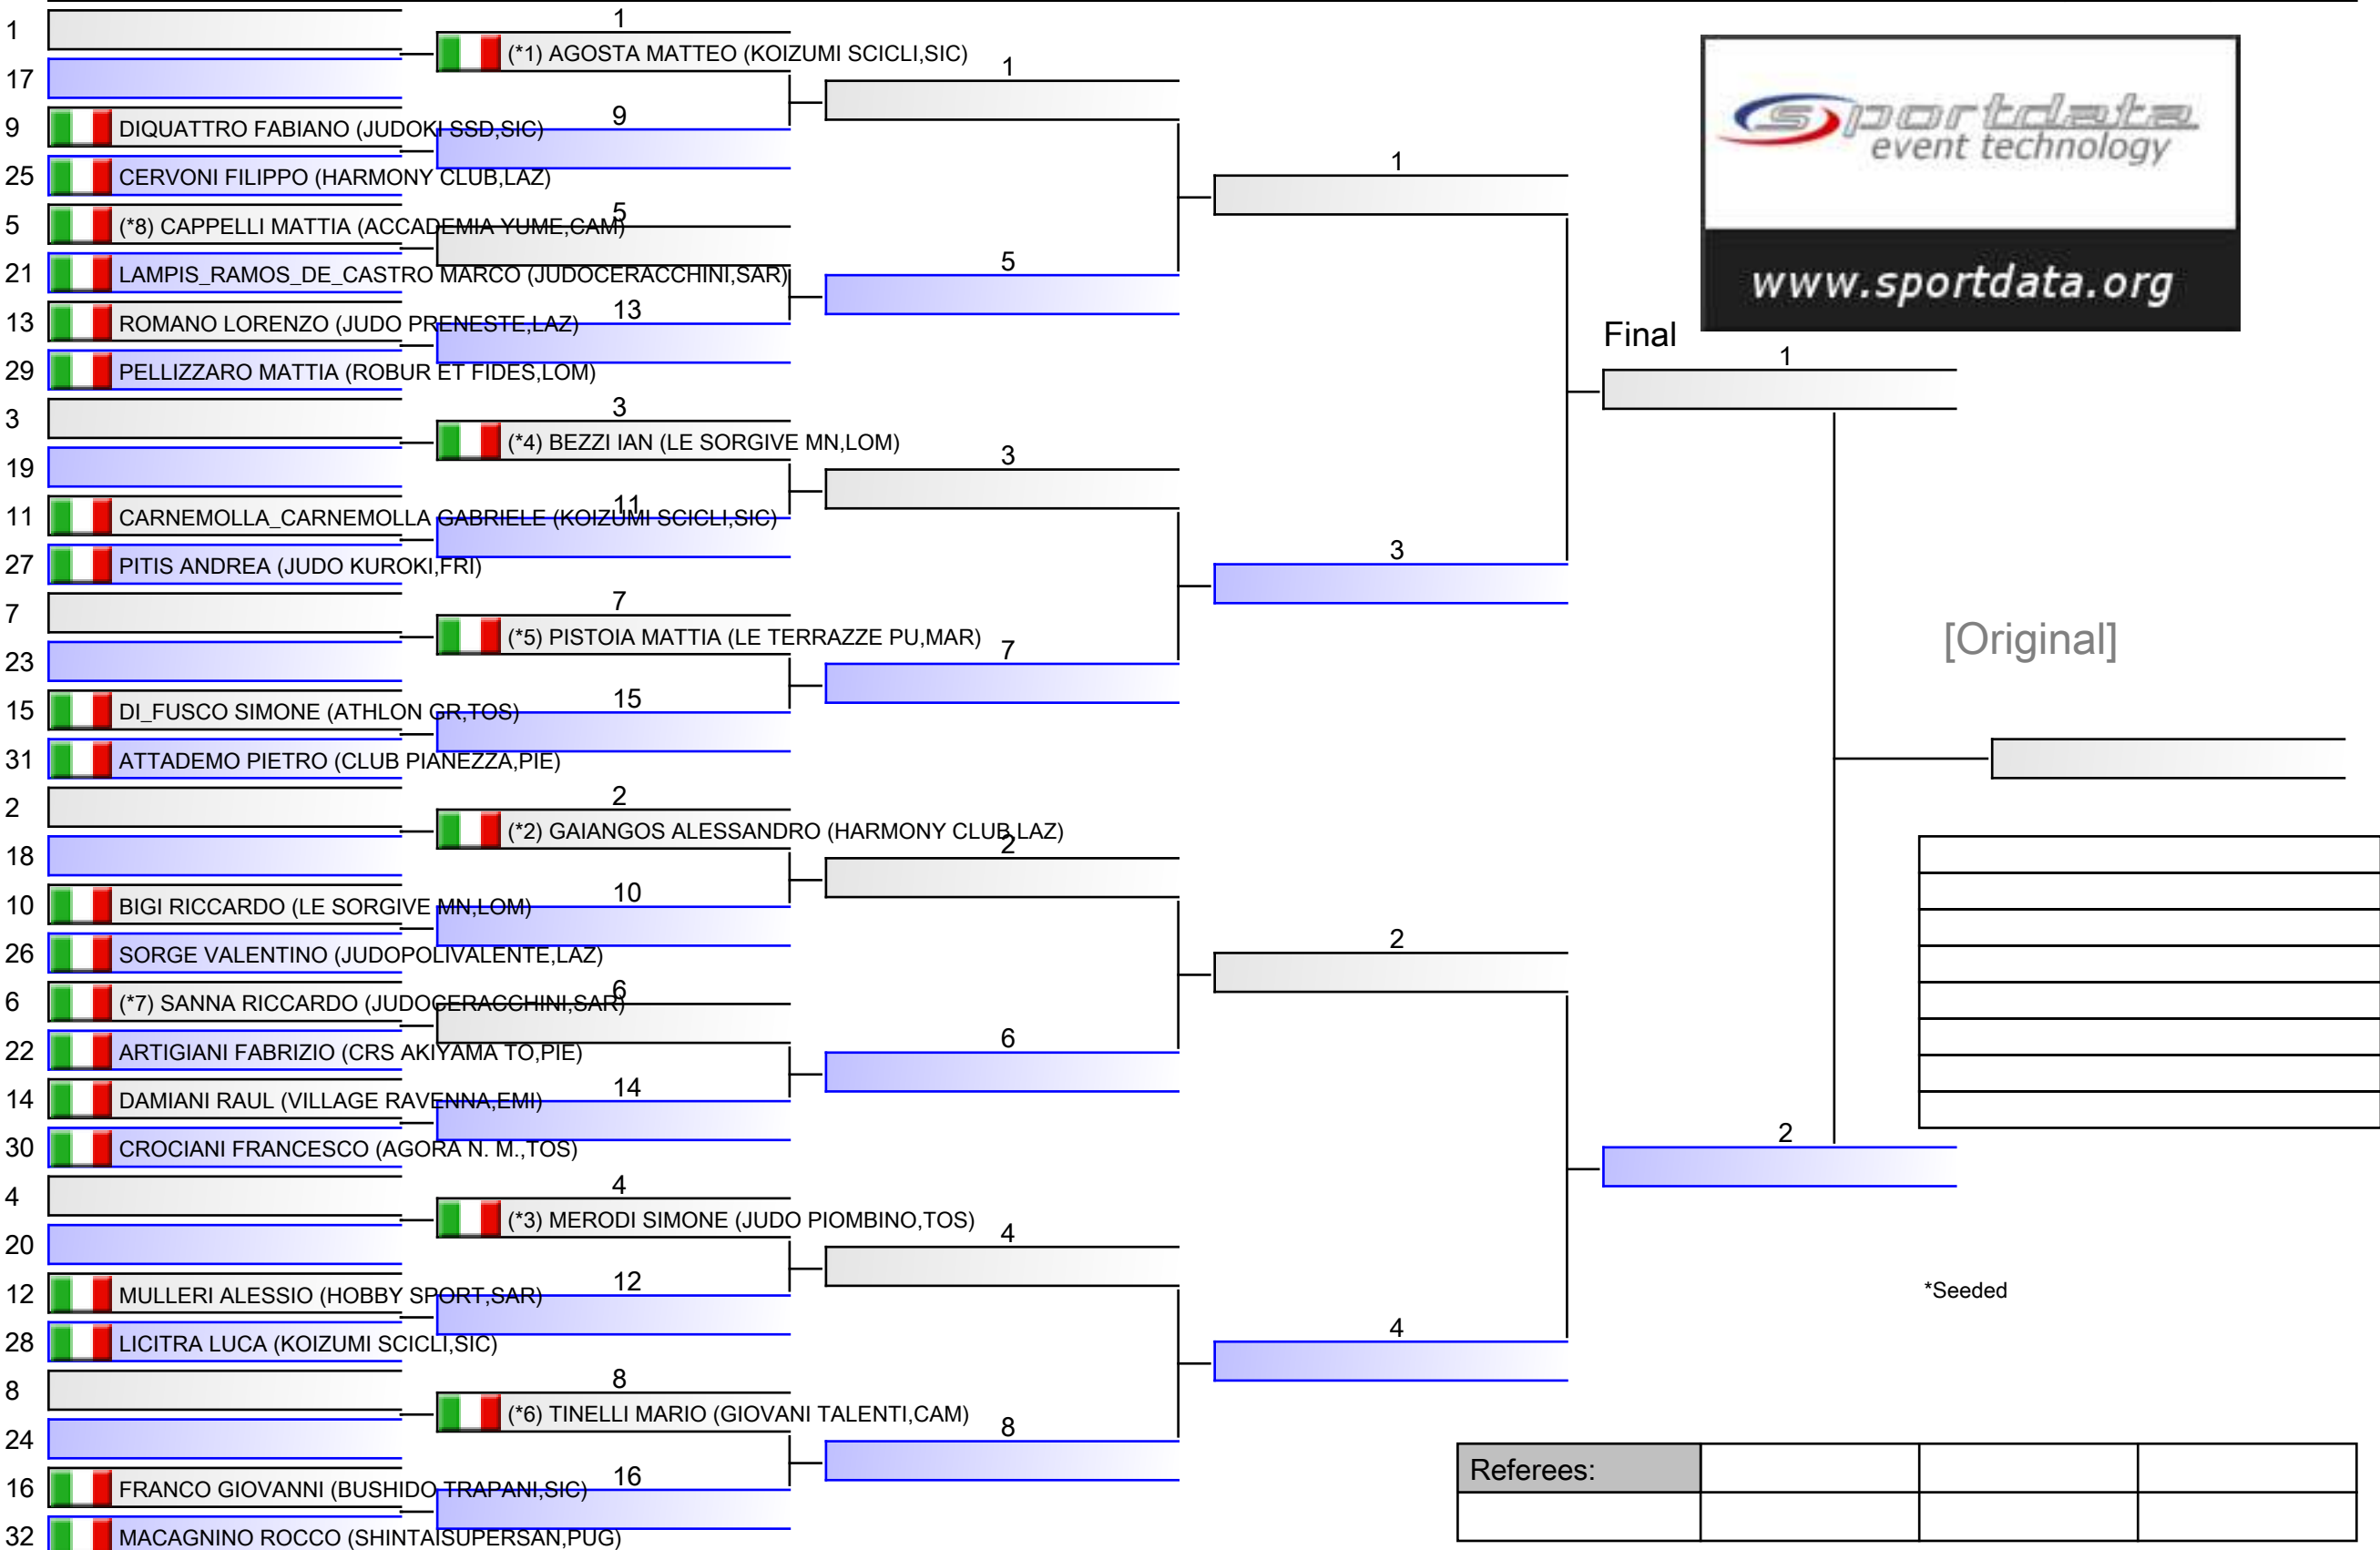 1
17
9 DIQUATTRO FABIANO (JUDOKI SSD,SIC)
25 CERVONI FILIPPO (HARMONY CLUB,LAZ)
5 (*8) CAPPELLI MATTIA (ACCADEMIA YUME,CAM)
21 LAMPIS_RAMOS_DE_CASTRO MARCO (JUDOCERACCHINI,SAR)
13 ROMANO LORENZO (JUDO PRENESTE,LAZ)
29 PELLIZZARO MATTIA (ROBUR ET FIDES,LOM)
3
19
11 CARNEMOLLA_CARNEMOLLA GABRIELE (KOIZUMI SCICLI,SIC)
27 PITIS ANDREA (JUDO KUROKI,FRI)
7
23
15 DI_FUSCO SIMONE (ATHLON GR,TOS)
31 ATTADEMO PIETRO (CLUB PIANEZZA,PIE)
2
18
10 BIGI RICCARDO (LE SORGIVE MN,LOM)
26 SORGE VALENTINO (JUDOPOLIVALENTE,LAZ)
6 (*7) SANNA RICCARDO (JUDOCERACCHINI,SAR)
22 ARTIGIANI FABRIZIO (CRS AKIYAMA TO,PIE)
14 DAMIANI RAUL (VILLAGE RAVENNA,EMI)
30 CROCIANI FRANCESCO (AGORA N. M.,TOS)
4
20
12 MULLERI ALESSIO (HOBBY SPORT,SAR)
28 LICITRA LUCA (KOIZUMI SCICLI,SIC)
8
24
16 FRANCO GIOVANNI (BUSHIDO TRAPANI,SIC)
32 MACAGNINO ROCCO (SHINTAISUPERSAN,PUG)
1
(*1) AGOSTA MATTEO (KOIZUMI SCICLI,SIC)
9
5
13
3
(*4) BEZZI IAN (LE SORGIVE MN,LOM)
11
7
(*5) PISTOIA MATTIA (LE TERRAZZE PU,MAR)
15
2
(*2) GAIANGOS ALESSANDRO (HARMONY CLUB,LAZ)
10
6
14
4
(*3) MERODI SIMONE (JUDO PIOMBINO,TOS)
12
8
(*6) TINELLI MARIO (GIOVANI TALENTI,CAM)
16
1
5
3
7
2
6
4
8
1
3
2
4
Final
1
2
sportdata
event technology
www.sportdata.org
[Original]
*Seeded
Referees: